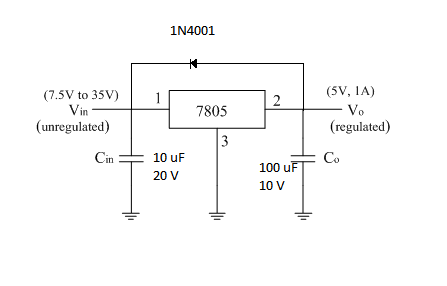 1N4001
(7.5V to 35V)
Vin
(unregulated)
1
7805
2
(5V, 1A)
Vo
(regulated)
3
Cin
10 uF
20 V
100 uF
10 V
Co